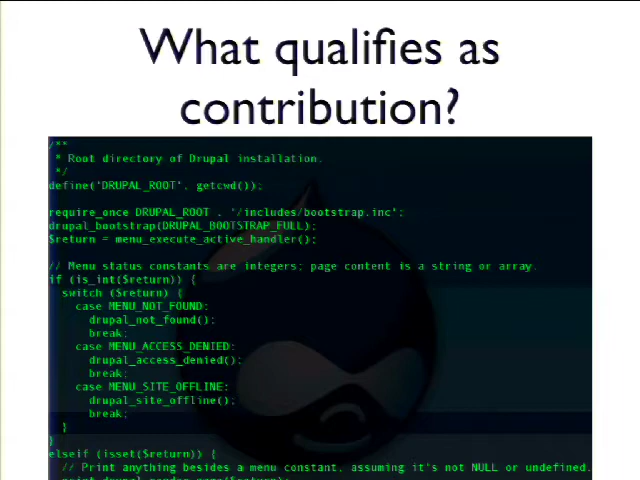 What qualifies as
contribution?
/**
 * Root directory of Drupal installation.
 */
define('DRUPAL_ROOT', getcwd());
require_once DRUPAL_ROOT . '/includes/bootstrap.inc';
drupal_bootstrap(DRUPAL_BOOTSTRAP_FULL);
$return = menu_execute_active_handler();
// Menu status constants are integers; page content is a string or array.
if (is_int($return)) {
  switch ($return) {
    case MENU_NOT_FOUND:
      drupal_not_found();
      break;
    case MENU_ACCESS_DENIED:
      drupal_access_denied();
      break;
    case MENU_SITE_OFFLINE:
      drupal_site_offline();
      break;
  }
}
elseif (isset($return)) {
  // Print anything besides a menu constant, assuming it's not NULL or undefined.